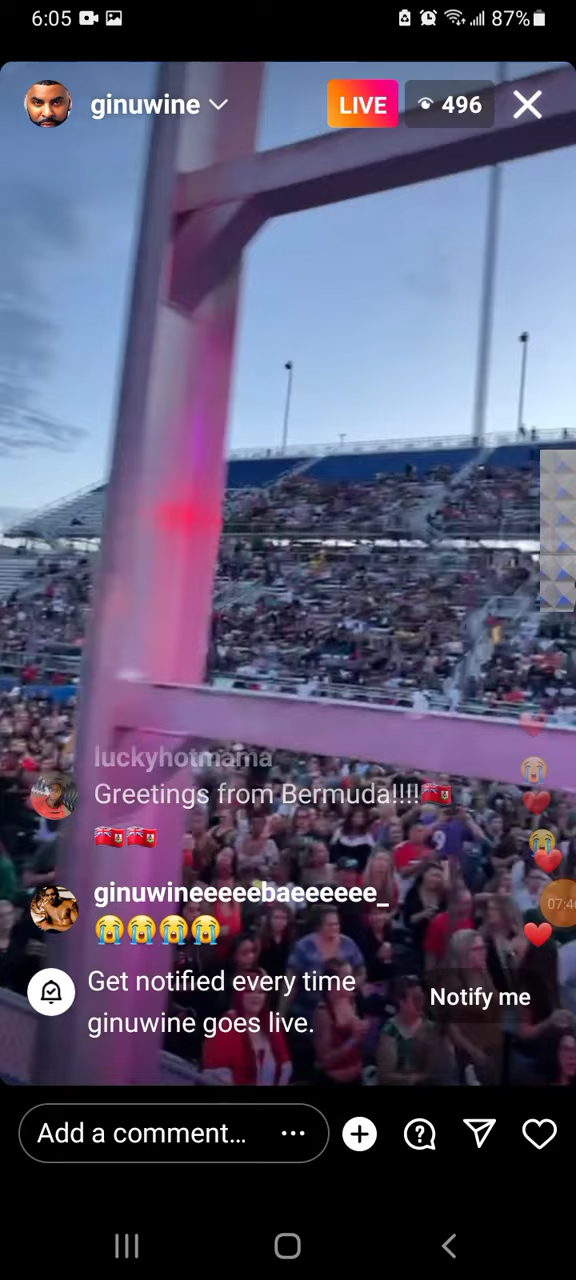 6:05
87%
ginuwine
LIVE
496
luckyhotmama
Greetings from Bermuda!!!!🇧🇲
🇧🇲🇧🇲
ginuwineeeeebaeeeeee_
😭😭😭😭
Get notified every time
ginuwine goes live.
Notify me
Add a comment...